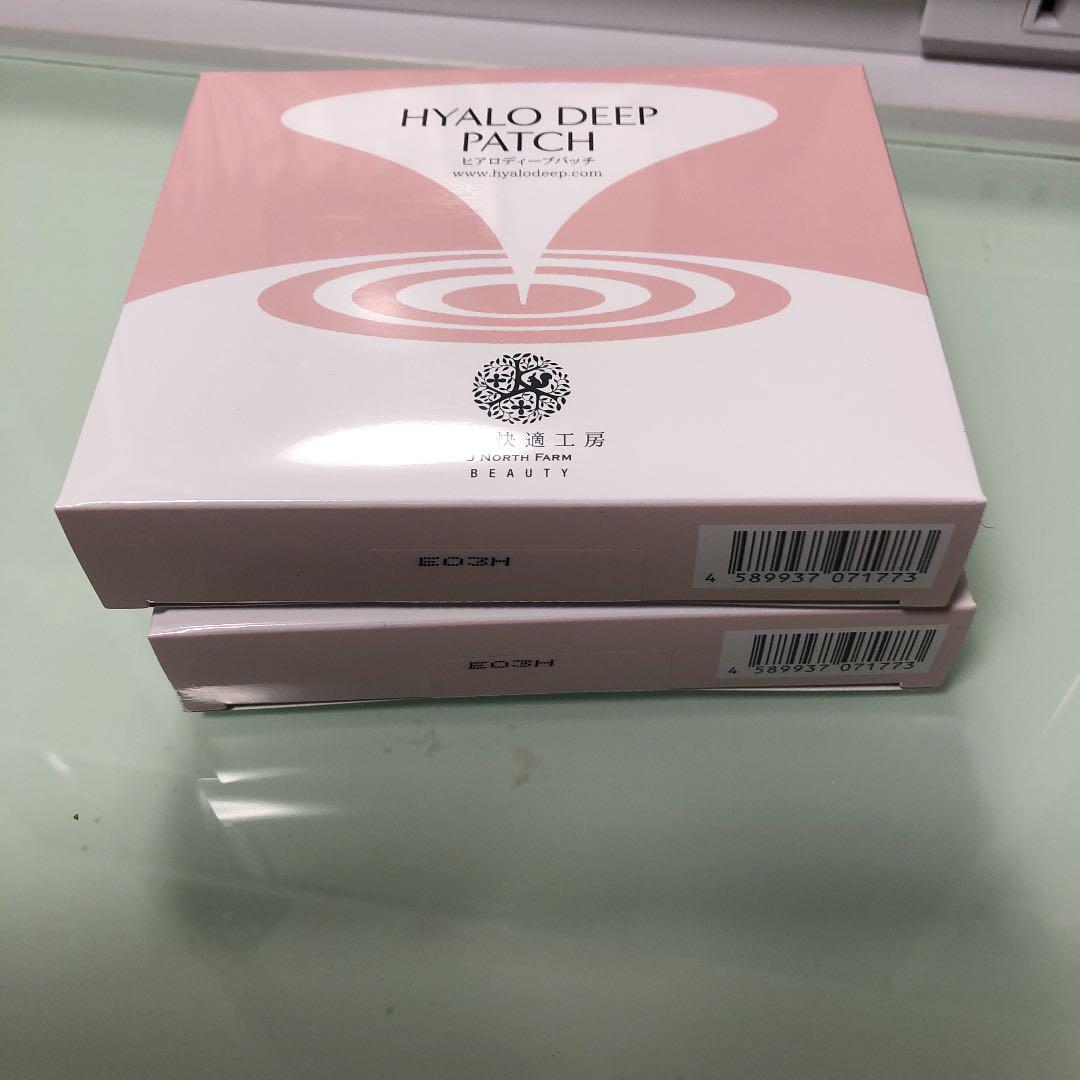 HYALO DEEP
PATCH
ヒアロディープパッチ
www.hyalodeep.com
快適工房
NORTH FARM
BEAUTY
E03H
4 589937 071773
E03H
4 589937 071773